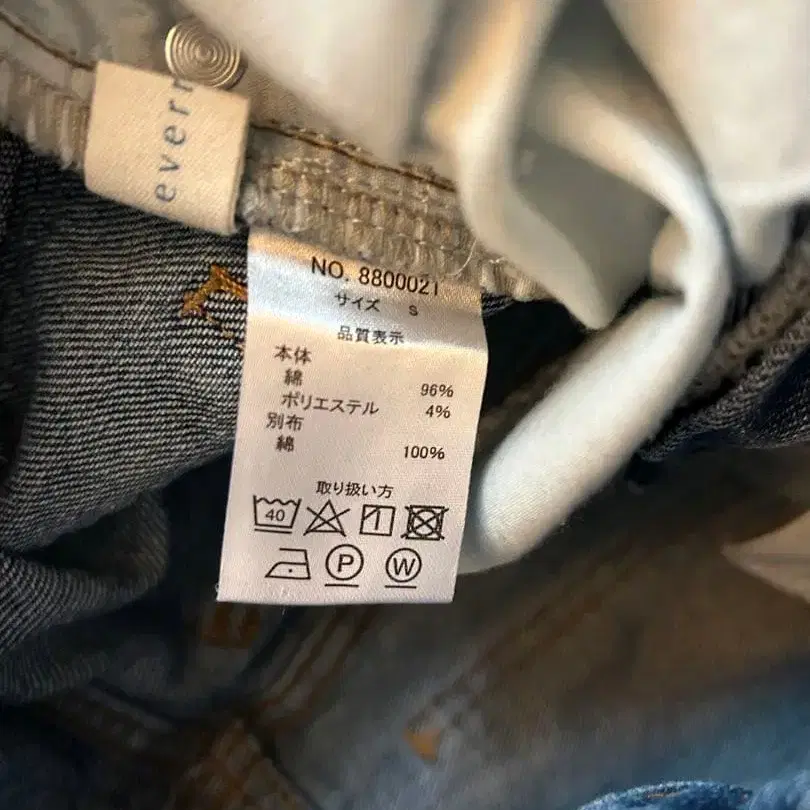 NO. 8800021
サイズ S
品質表示
本体
綿 96%
ポリエステル 4%
別布
綿 100%
取り扱い方
40
P
W